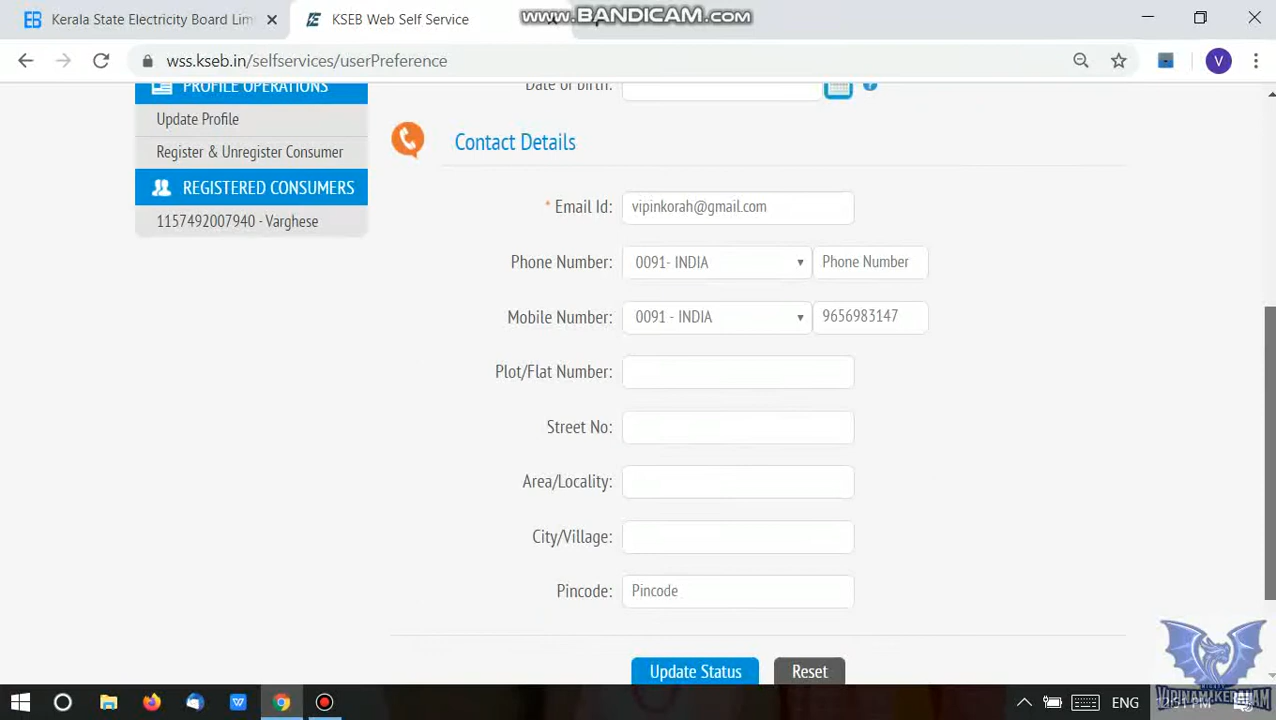 Kerala State Electricity Board Lim
KSEB Web Self Service
WWW.BANDICAM.COM
wss.kseb.in/selfservices/userPreference
V
PROFILE OPERATIONS
Date of birth:
?
Update Profile
Contact Details
Register & Unregister Consumer
REGISTERED CONSUMERS
* Email Id:
vipinkorah@gmail.com
1157492007940 - Varghese
Phone Number:
0091- INDIA
Phone Number
Mobile Number:
0091 - INDIA
9656983147
Plot/Flat Number:
Street No:
Area/Locality:
City/Village:
Pincode:
Pincode
Update Status
Reset
ENG
12:51 PM